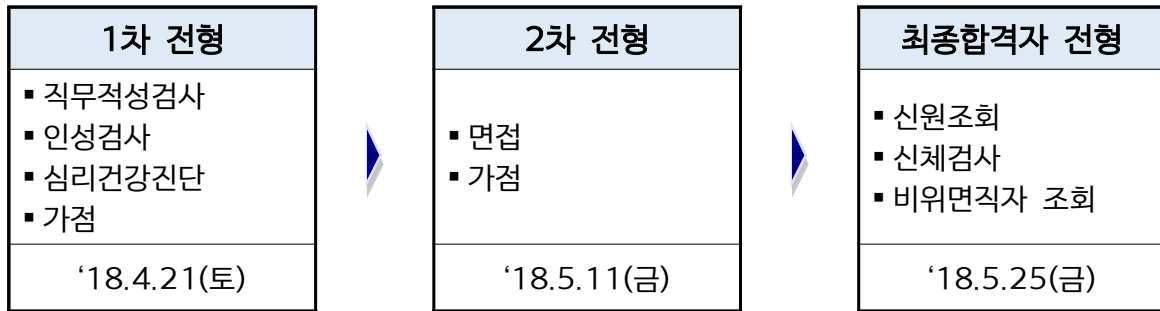 1차 전형
▪ 직무적성검사
▪ 인성검사
▪ 심리건강진단
▪ 가점
‘18.4.21(토)
2차 전형
▪ 면접
▪ 가점
‘18.5.11(금)
최종합격자 전형
▪ 신원조회
▪ 신체검사
▪ 비위면직자 조회
‘18.5.25(금)